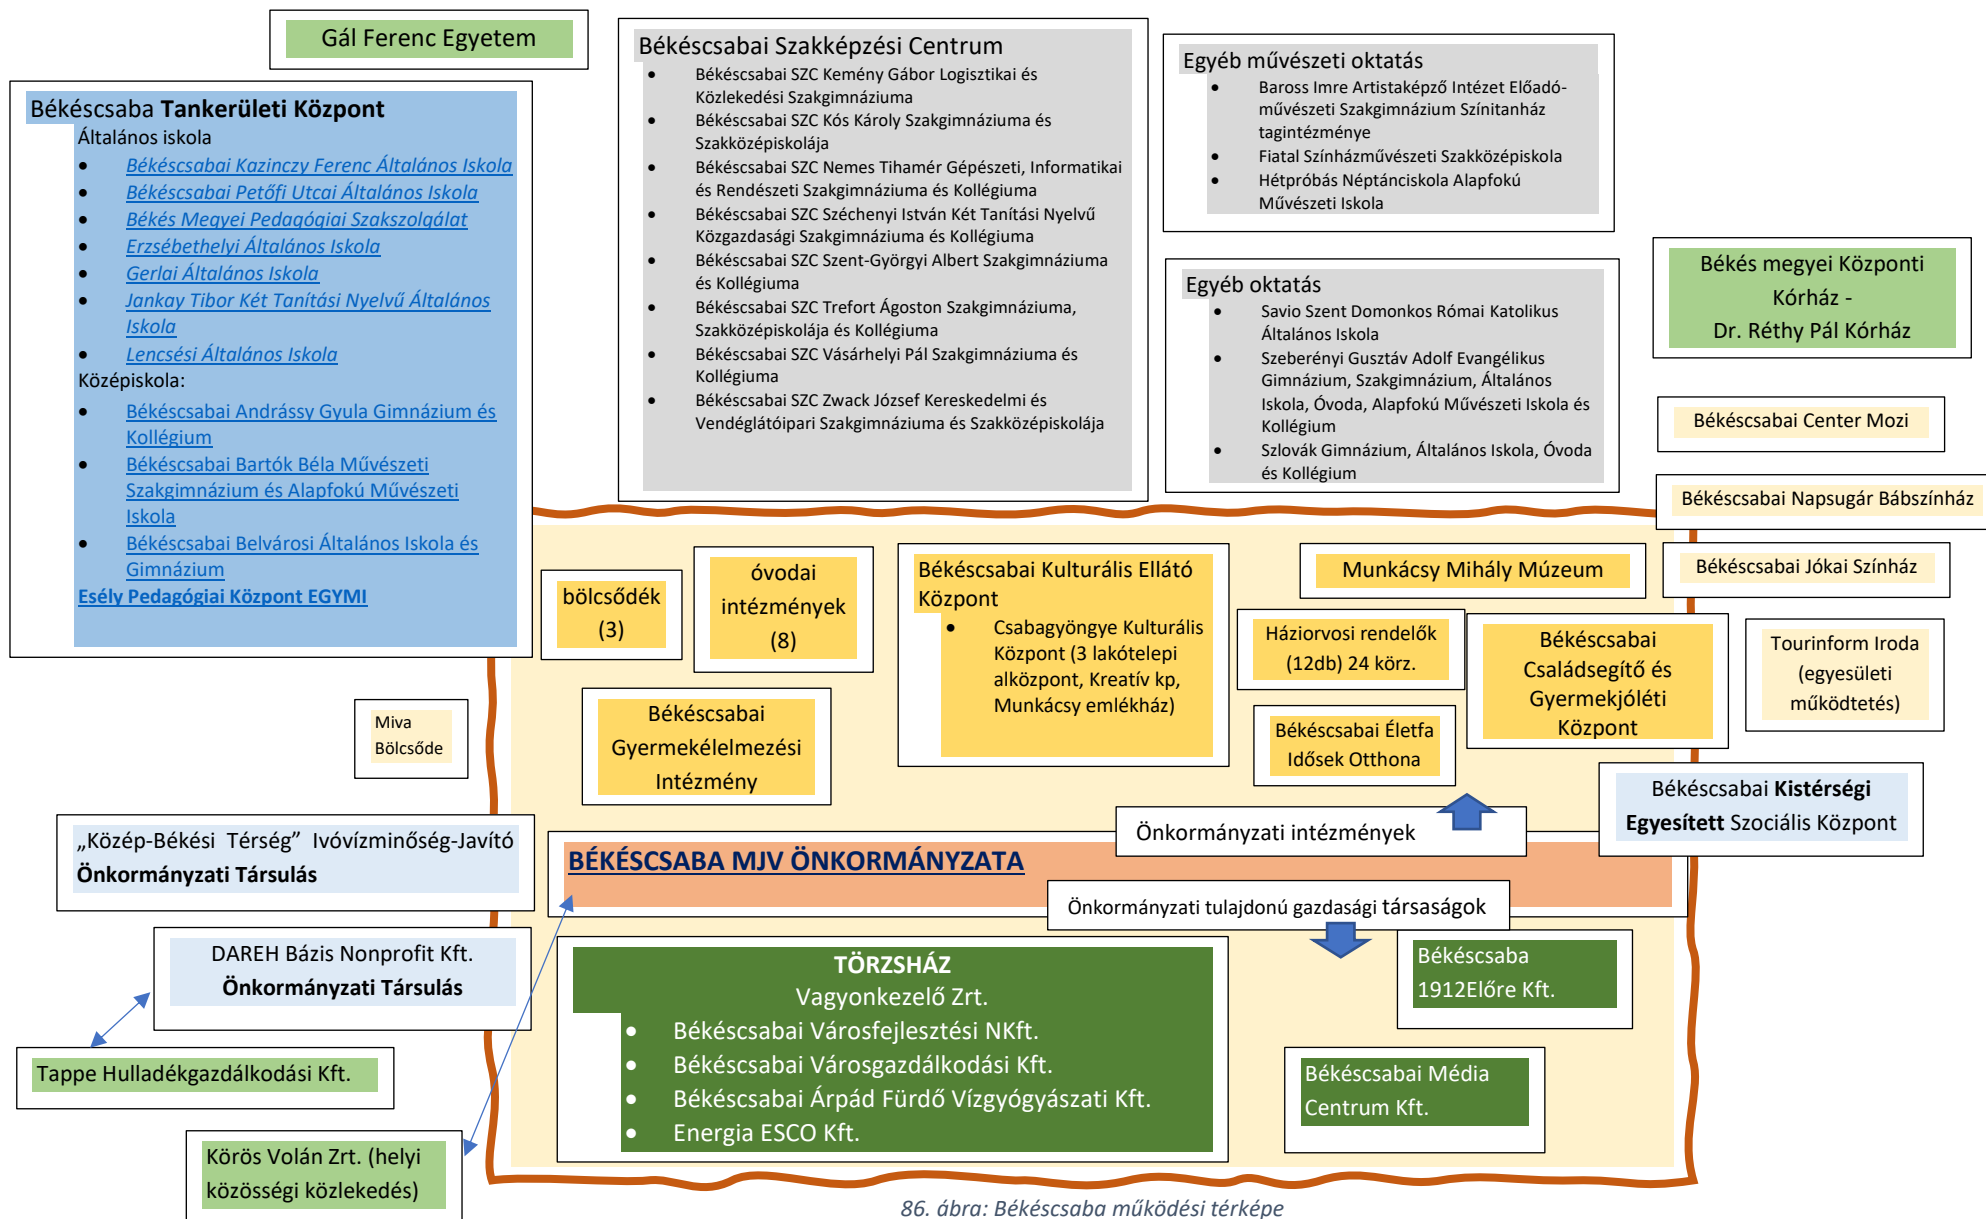 Gál Ferenc Egyetem
Békéscsaba Tankerületi Központ
Általános iskola
• Békéscsabai Kazinczy Ferenc Általános Iskola
• Békéscsabai Petőfi Utcai Általános Iskola
• Békés Megyei Pedagógiai Szakszolgálat
• Erzsébethelyi Általános Iskola
• Gerlai Általános Iskola
• Jankay Tibor Két Tanítási Nyelvű Általános
Iskola
• Lencsési Általános Iskola
Középiskola:
• Békéscsabai Andrássy Gyula Gimnázium és
Kollégium
• Békéscsabai Bartók Béla Művészeti
Szakgimnázium és Alapfokú Művészeti
Iskola
• Békéscsabai Belvárosi Általános Iskola és
Gimnázium
Esély Pedagógiai Központ EGYMI
Békéscsabai Szakképzési Centrum
• Békéscsabai SZC Kemény Gábor Logisztikai és
Közlekedési Szakgimnáziuma
• Békéscsabai SZC Kós Károly Szakgimnáziuma és
Szakközépiskolája
• Békéscsabai SZC Nemes Tihamér Gépészeti, Informatikai
és Rendészeti Szakgimnáziuma és Kollégiuma
• Békéscsabai SZC Széchenyi István Két Tanítási Nyelvű
Közgazdasági Szakgimnáziuma és Kollégiuma
• Békéscsabai SZC Szent-Györgyi Albert Szakgimnáziuma
és Kollégiuma
• Békéscsabai SZC Trefort Ágoston Szakgimnáziuma,
Szakközépiskolája és Kollégiuma
• Békéscsabai SZC Vásárhelyi Pál Szakgimnáziuma és
Kollégiuma
• Békéscsabai SZC Zwack József Kereskedelmi és
Vendéglátóipari Szakgimnáziuma és Szakközépiskolája
Egyéb művészeti oktatás
• Baross Imre Artistaképző Intézet Előadó-
művészeti Szakgimnázium Színitanház
tagintézménye
• Fiatal Színházművészeti Szakközépiskola
• Hétpróbás Néptánciskola Alapfokú
Művészeti Iskola
Egyéb oktatás
• Savio Szent Domonkos Római Katolikus
Általános Iskola
• Szeberényi Gusztáv Adolf Evangélikus
Gimnázium, Szakgimnázium, Általános
Iskola, Óvoda, Alapfokú Művészeti Iskola és
Kollégium
• Szlovák Gimnázium, Általános Iskola, Óvoda
és Kollégium
Békés megyei Központi
Kórház -
Dr. Réthy Pál Kórház
Békéscsabai Center Mozi
Békéscsabai Napsugár Bábszínház
Békéscsabai Jókai Színház
Tourinform Iroda
(egyesületi
működtetés)
bölcsődék
(3)
óvodai
intézmények
(8)
Békéscsabai Kulturális Ellátó
Központ
• Csabagyöngye Kulturális
Központ (3 lakótelepi
alközpont, Kreatív kp,
Munkácsy emlékház)
Munkácsy Mihály Múzeum
Háziorvosi rendelők
(12db) 24 körz.
Békéscsabai
Családsegítő és
Gyermekjóléti
Központ
Békéscsabai
Gyermekélelmezési
Intézmény
Békéscsabai Életfa
Idősek Otthona
Miva
Bölcsőde
Békéscsabai Kistérségi
Egyesített Szociális Központ
„Közép-Békési Térség” Ivóvízminőség-Javító
Önkormányzati Társulás
Önkormányzati intézmények
BÉKÉSCSABA MJV ÖNKORMÁNYZATA
Önkormányzati tulajdonú gazdasági társaságok
DAREH Bázis Nonprofit Kft.
Önkormányzati Társulás
Tappe Hulladékgazdálkodási Kft.
Körös Volán Zrt. (helyi
közösségi közlekedés)
TÖRZSHÁZ
Vagyonkezelő Zrt.
• Békéscsabai Városfejlesztési NKft.
• Békéscsabai Városgazdálkodási Kft.
• Békéscsabai Árpád Fürdő Vízgyógyászati Kft.
• Energia ESCO Kft.
Békéscsaba
1912Előre Kft.
Békéscsabai Média
Centrum Kft.
86. ábra: Békéscsaba működési térképe